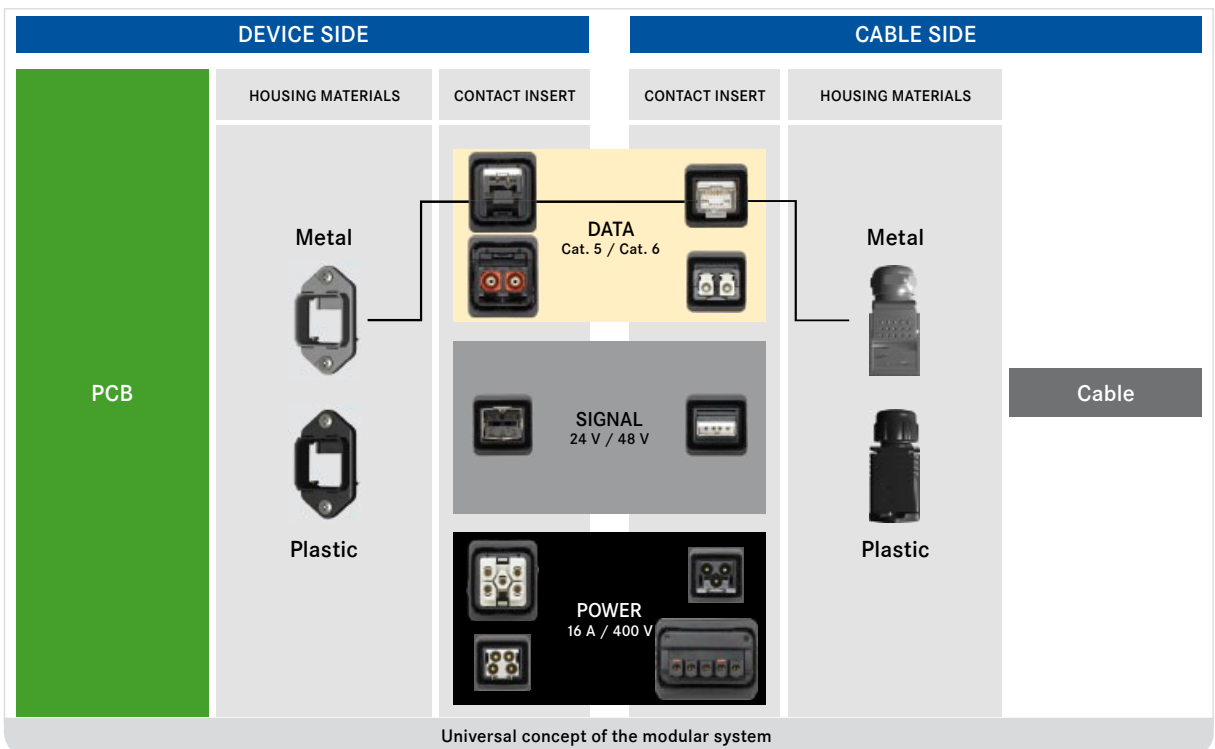 DEVICE SIDE
CABLE SIDE
HOUSING MATERIALS
CONTACT INSERT
CONTACT INSERT
HOUSING MATERIALS
PCB
Metal
Plastic
DATA
Cat. 5 / Cat. 6
SIGNAL
24 V / 48 V
POWER
16 A / 400 V
Metal
Plastic
Cable
Universal concept of the modular system